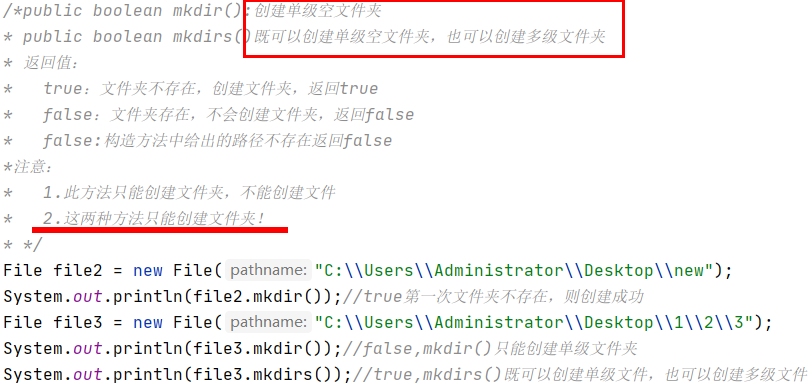 /*public boolean mkdir():创建单级空文件夹
* public boolean mkdirs()既可以创建单级空文件夹，也可以创建多级文件夹
* 返回值：
*   true：文件夹不存在，创建文件夹，返回true
*   false：文件夹存在，不会创建文件夹，返回false
*   false:构造方法中给出的路径不存在返回false
*注意：
*   1.此方法只能创建文件夹，不能创建文件
*   2.这两种方法只能创建文件夹！
* */
File file2 = new File( pathname: "C:\\Users\\Administrator\\Desktop\\new");
System.out.println(file2.mkdir());//true第一次文件夹不存在，则创建成功
File file3 = new File( pathname: "C:\\Users\\Administrator\\Desktop\\1\\2\\3");
System.out.println(file3.mkdir());//false,mkdir()只能创建单级文件夹
System.out.println(file3.mkdirs());//true,mkdirs()既可以创建单级文件，也可以创建多级文件